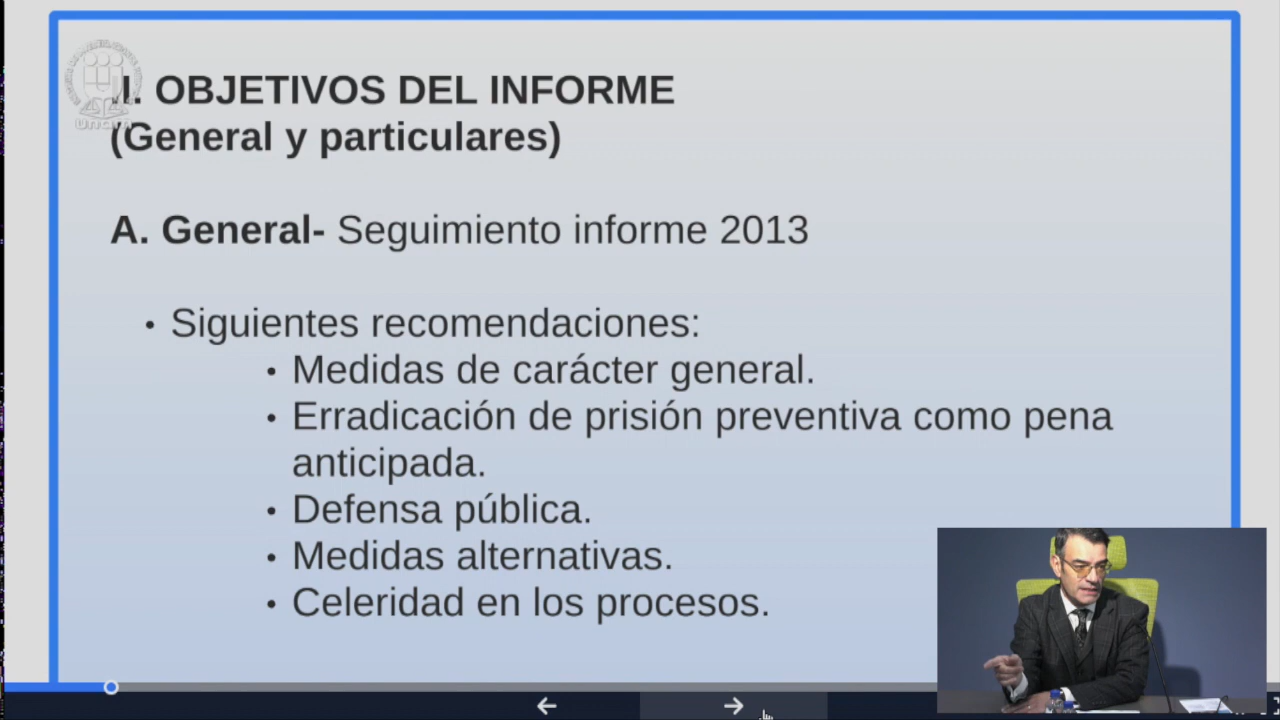 II. OBJETIVOS DEL INFORME
(General y particulares)
A. General- Seguimiento informe 2013
• Siguientes recomendaciones:
• Medidas de carácter general.
• Erradicación de prisión preventiva como pena
anticipada.
• Defensa pública.
• Medidas alternativas.
• Celeridad en los procesos.